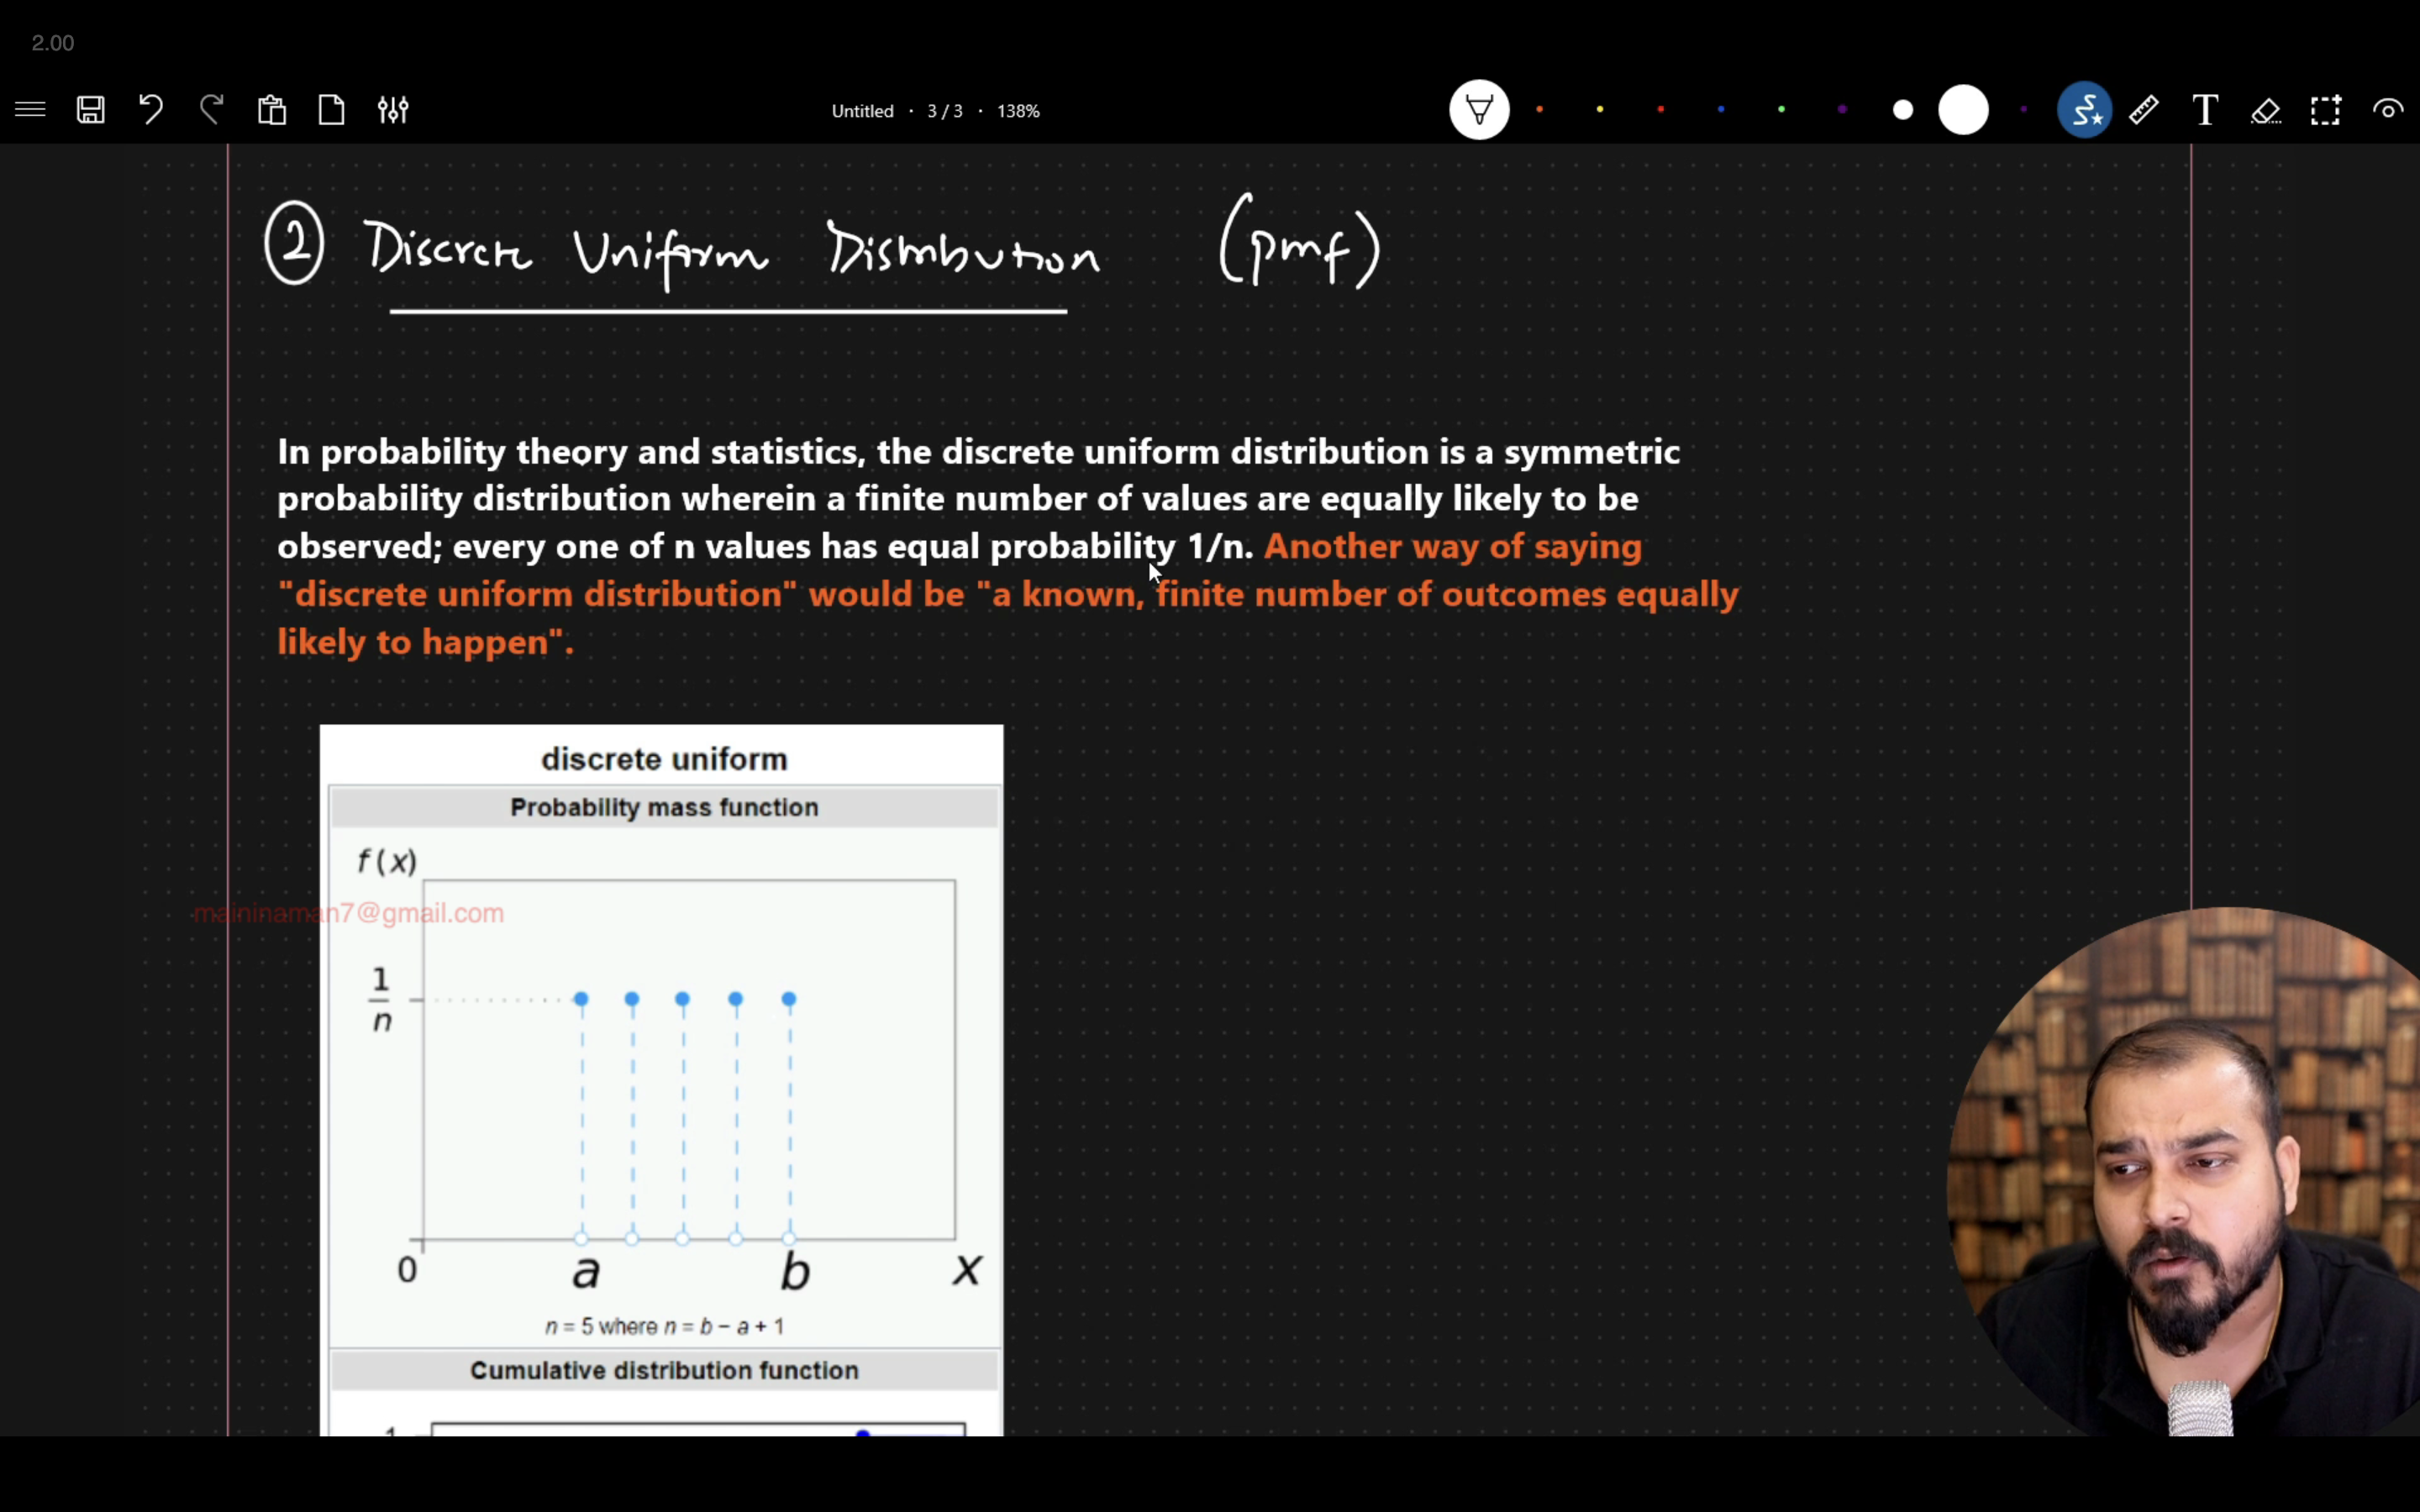 2.00
Untitled · 3 / 3 · 138%
T
② Discrete Uniform Distribution (pmf)
In probability theory and statistics, the discrete uniform distribution is a symmetric
probability distribution wherein a finite number of values are equally likely to be
observed; every one of n values has equal probability 1/n. Another way of saying
"discrete uniform distribution" would be "a known, finite number of outcomes equally
likely to happen".
discrete uniform
Probability mass function
f(x)
maininaman7@gmail.com
1
n
0 a b x
n = 5 where n = b − a + 1
Cumulative distribution function
1